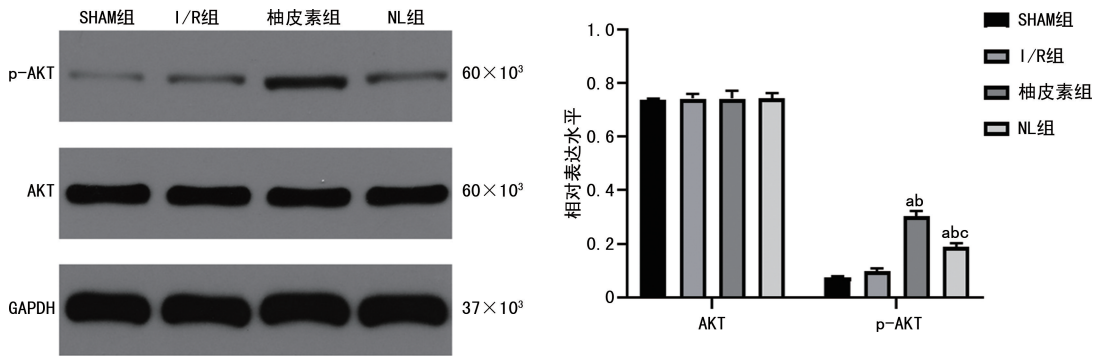 SHAM组 I/R组 柚皮素组 NL组
p-AKT 60×10³
AKT 60×10³
GAPDH 37×10³
相对表达水平
1.0
0.8
0.6
0.4
0.2
0
ab
abc
AKT p-AKT
SHAM组
I/R组
柚皮素组
NL组